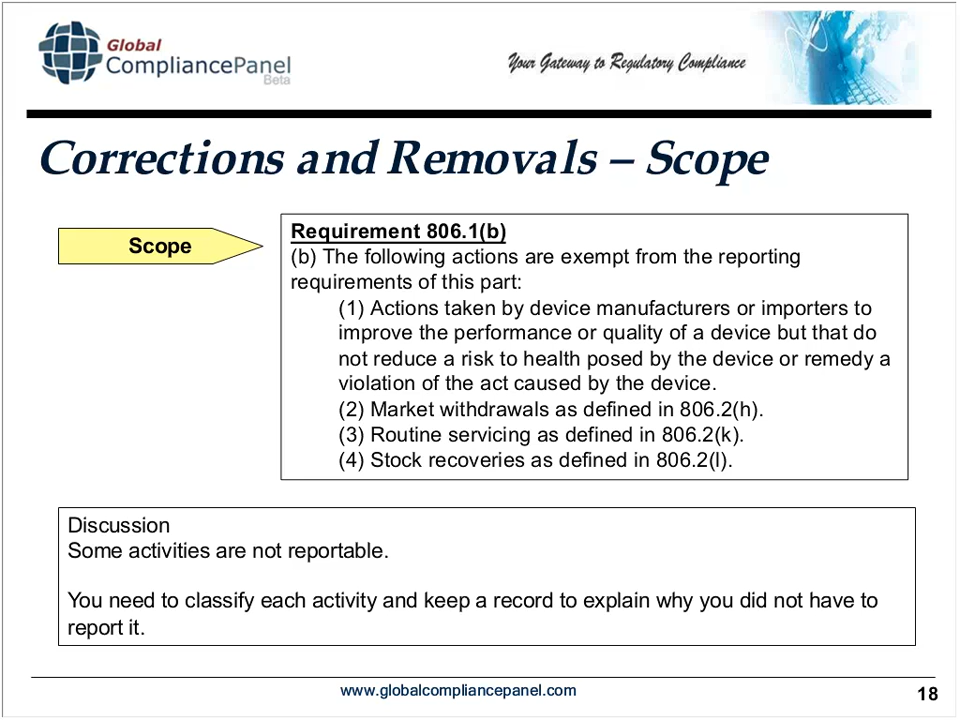 Global
CompliancePanel
Beta
Your Gateway to Regulatory Compliance
Corrections and Removals – Scope
Scope
Requirement 806.1(b)
(b) The following actions are exempt from the reporting
requirements of this part:
(1) Actions taken by device manufacturers or importers to
improve the performance or quality of a device but that do
not reduce a risk to health posed by the device or remedy a
violation of the act caused by the device.
(2) Market withdrawals as defined in 806.2(h).
(3) Routine servicing as defined in 806.2(k).
(4) Stock recoveries as defined in 806.2(l).
Discussion
Some activities are not reportable.
You need to classify each activity and keep a record to explain why you did not have to
report it.
www.globalcompliancepanel.com
18